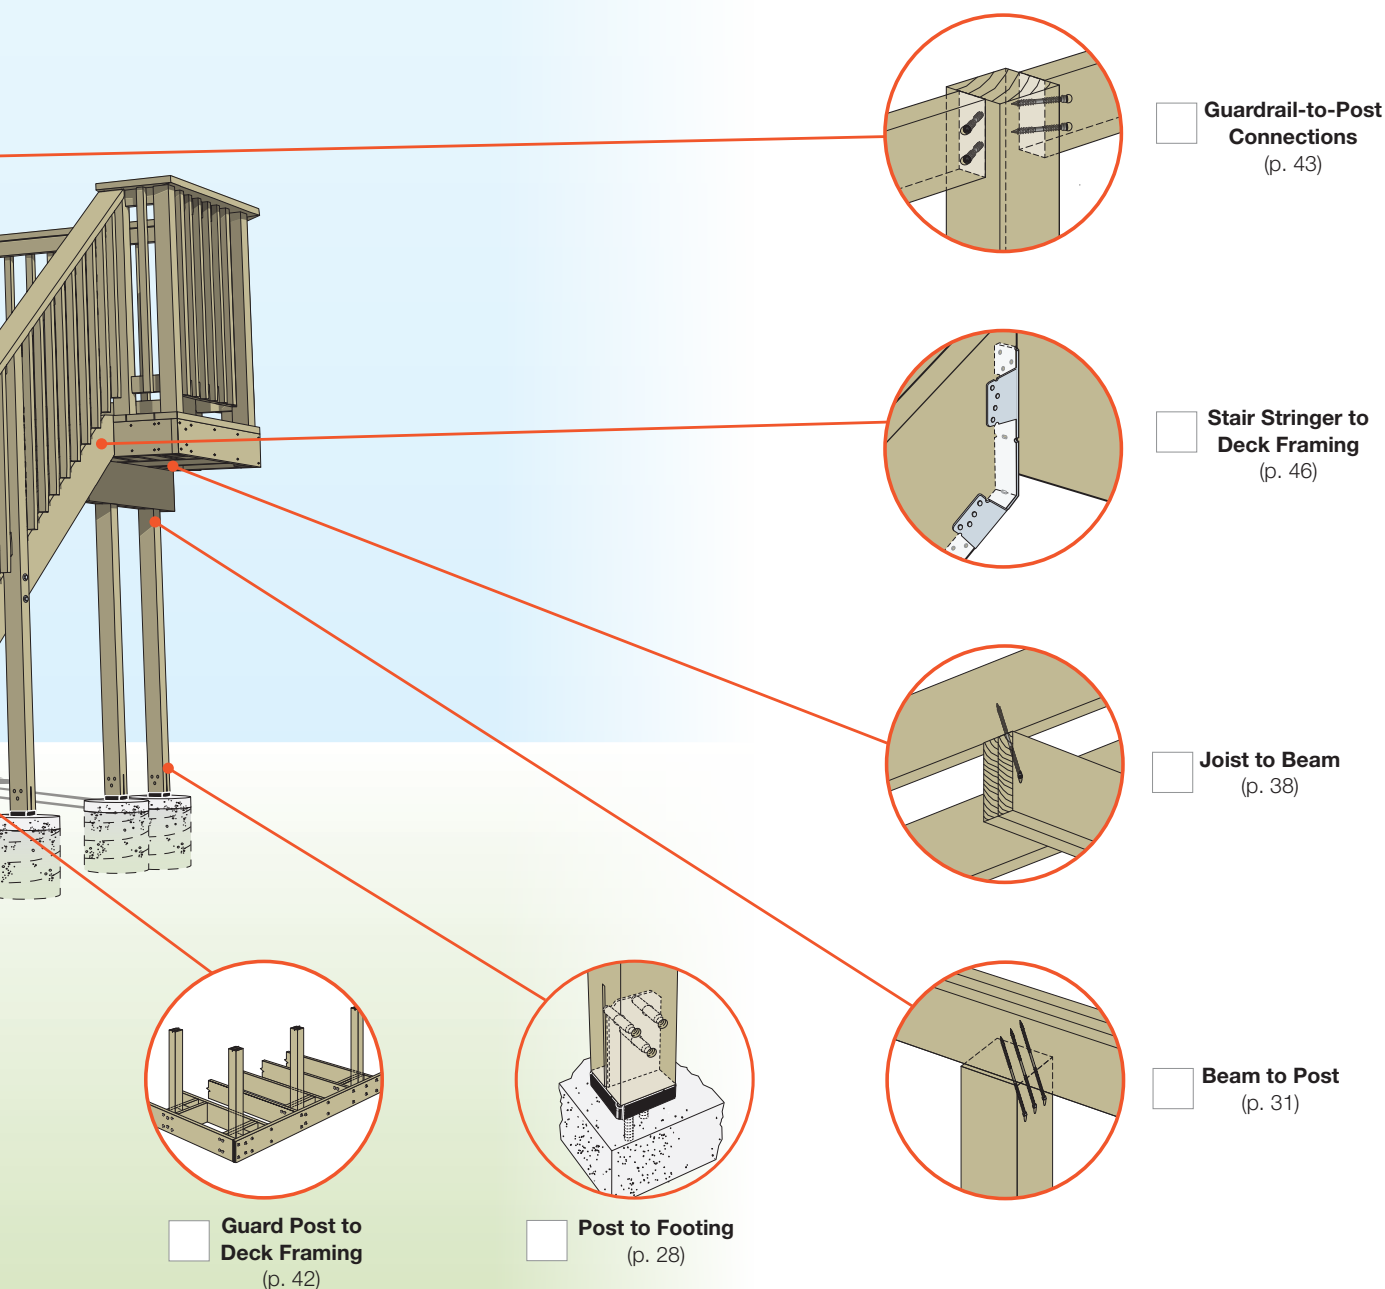 Guardrail-to-Post
Connections
(p. 43)
Stair Stringer to
Deck Framing
(p. 46)
Joist to Beam
(p. 38)
Beam to Post
(p. 31)
Guard Post to
Deck Framing
(p. 42)
Post to Footing
(p. 28)